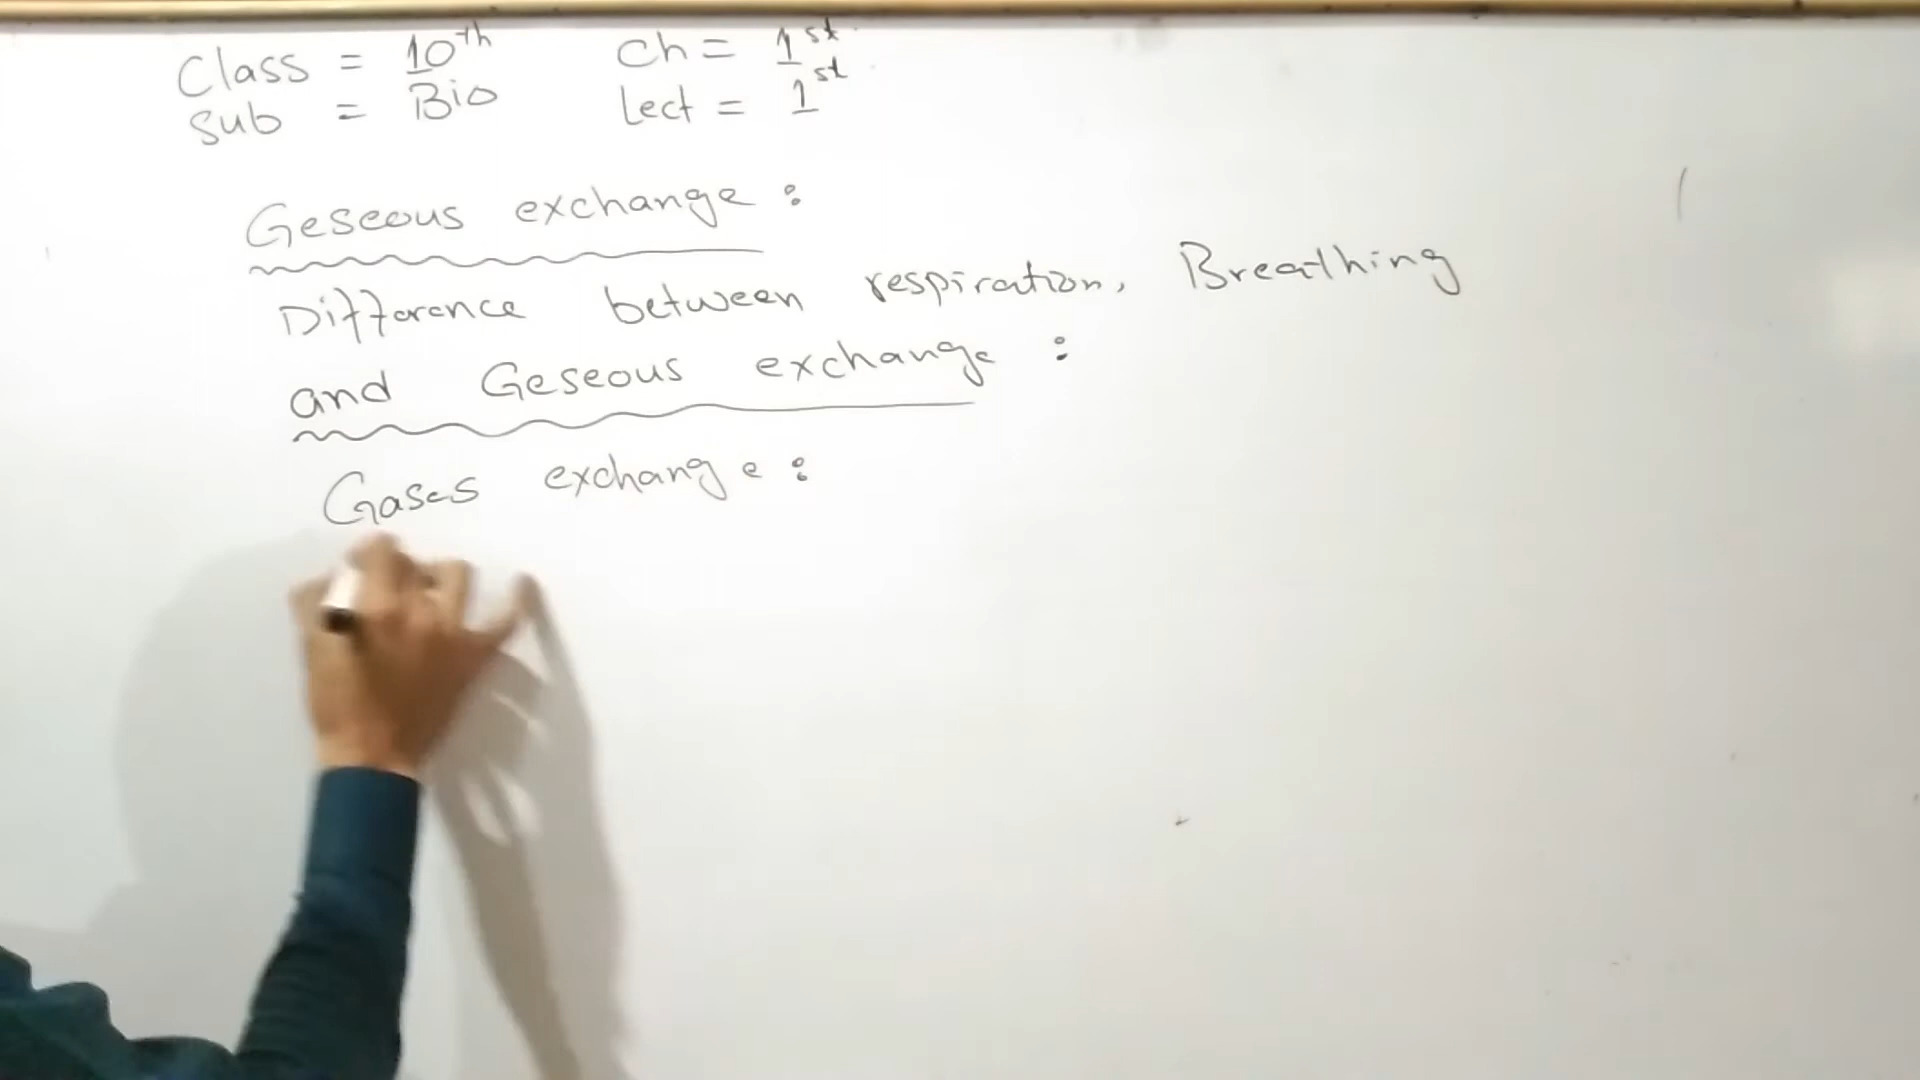 Class = 10th Ch = 1st
Sub = Bio Lect = 1st
Geseous exchange :
Difference between respiration, Breathing
and Geseous exchange :
Gases exchange :